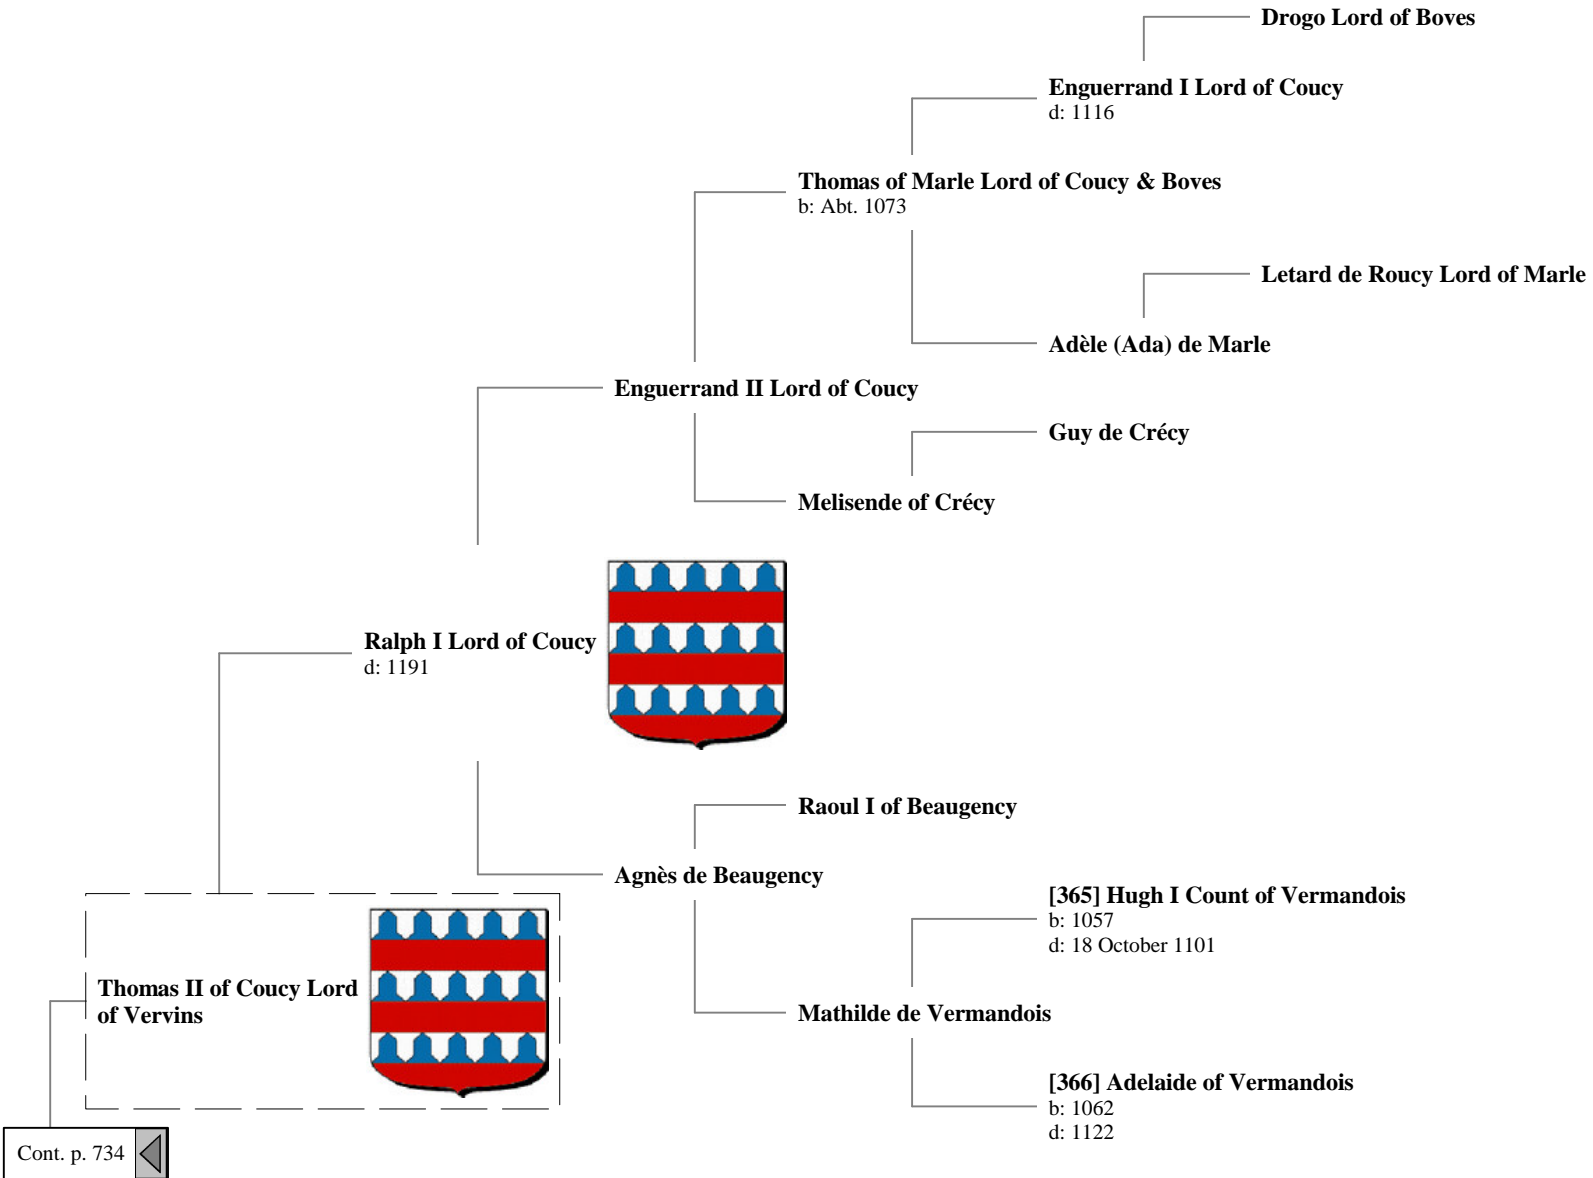 Drogo Lord of Boves
Enguerrand I Lord of Coucy
d: 1116
Thomas of Marle Lord of Coucy & Boves
b: Abt. 1073
Letard de Roucy Lord of Marle
Adèle (Ada) de Marle
Enguerrand II Lord of Coucy
Guy de Crécy
Melisende of Crécy
Ralph I Lord of Coucy
d: 1191
Raoul I of Beaugency
Agnès de Beaugency
[365] Hugh I Count of Vermandois
b: 1057
d: 18 October 1101
Thomas II of Coucy Lord
of Vervins
Mathilde de Vermandois
[366] Adelaide of Vermandois
b: 1062
d: 1122
Cont. p. 734